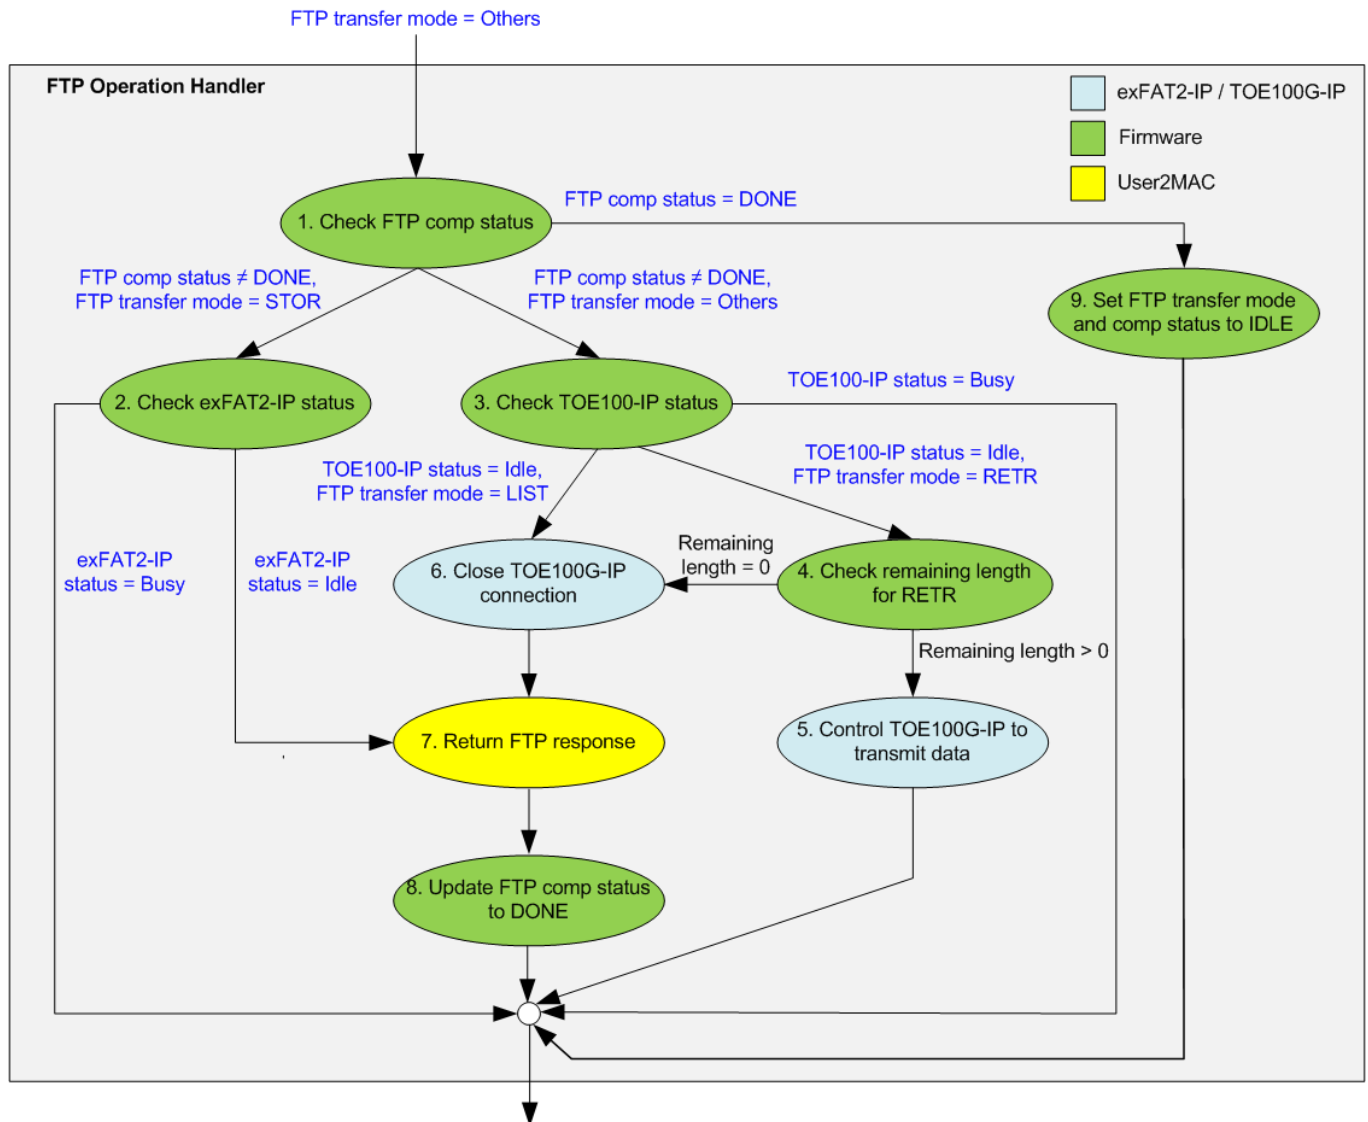 FTP transfer mode = Others
FTP Operation Handler
exFAT2-IP / TOE100G-IP
Firmware
User2MAC
1. Check FTP comp status
FTP comp status = DONE
FTP comp status ≠ DONE,
FTP transfer mode = STOR
FTP comp status ≠ DONE,
FTP transfer mode = Others
9. Set FTP transfer mode
and comp status to IDLE
2. Check exFAT2-IP status
3. Check TOE100-IP status
TOE100-IP status = Busy
TOE100-IP status = Idle,
FTP transfer mode = LIST
TOE100-IP status = Idle,
FTP transfer mode = RETR
exFAT2-IP
status = Busy
exFAT2-IP
status = Idle
Remaining
length = 0
6. Close TOE100G-IP
connection
4. Check remaining length
for RETR
Remaining length > 0
7. Return FTP response
5. Control TOE100G-IP to
transmit data
8. Update FTP comp status
to DONE